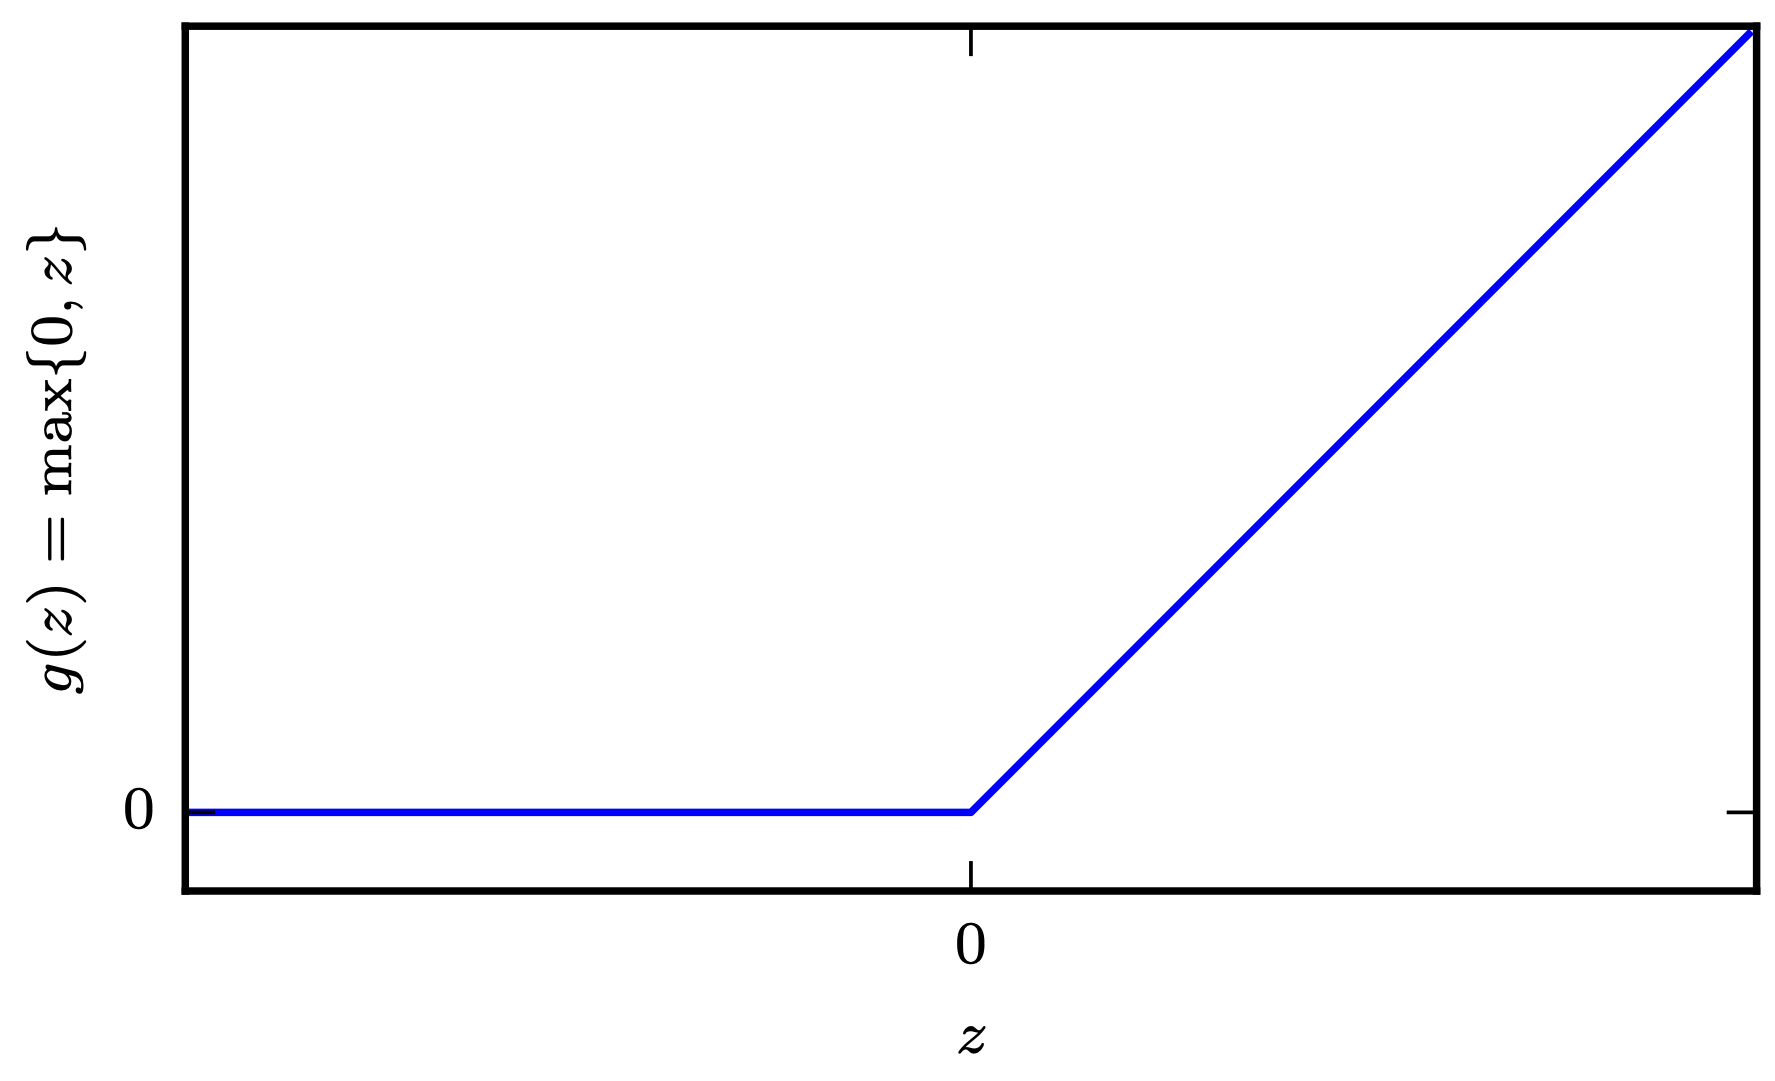 g(z) = max{0, z}
0
0
z